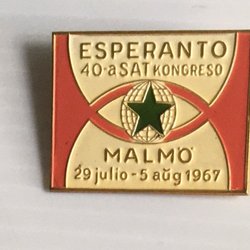 ESPERANTO
40-a SAT KONGRESO
MALMÖ
29 julio - 5 aŭg 1967